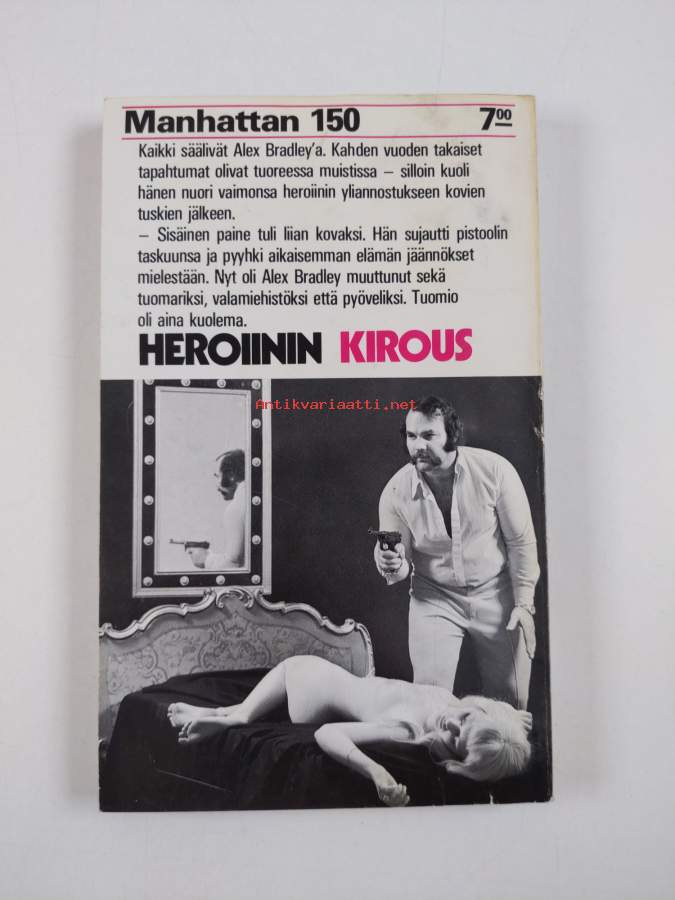 Manhattan 150 700
Kaikki säälivät Alex Bradley'a. Kahden vuoden takaiset
tapahtumat olivat tuoreessa muistissa – silloin kuoli
hänen nuori vaimonsa heroiinin yliannostukseen kovien
tuskien jälkeen.
– Sisäinen paine tuli liian kovaksi. Hän sujautti pistoolin
taskuunsa ja pyyhki aikaisemman elämän jäännökset
mielestään. Nyt oli Alex Bradley muuttunut sekä
tuomariksi, valamiehistöksi että pyöveliksi. Tuomio
oli aina kuolema.
HEROIININ KIROUS
Antikvariaatti.net